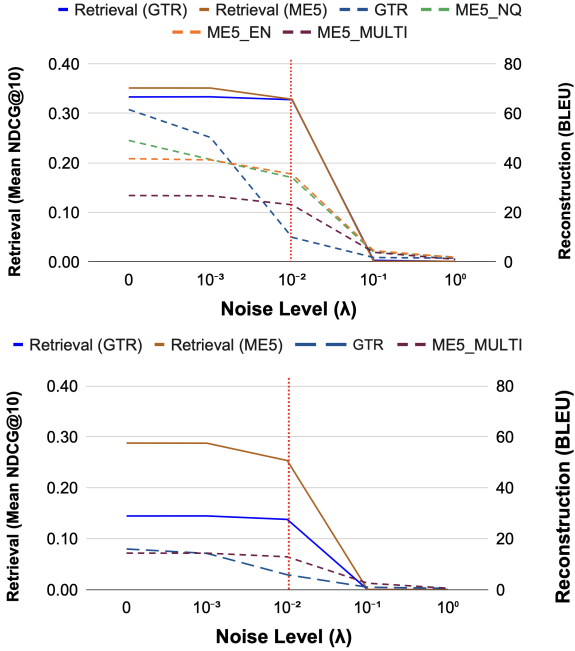 Retrieval (GTR) Retrieval (ME5) GTR ME5_NQ
ME5_EN ME5_MULTI
Retrieval (Mean NDCG@10)
0.40
0.30
0.20
0.10
0.00
80
60
40
20
0
Reconstruction (BLEU)
0 10⁻³ 10⁻² 10⁻¹ 10⁰
Noise Level (λ)
Retrieval (GTR) Retrieval (ME5) GTR ME5_MULTI
Retrieval (Mean NDCG@10)
0.40
0.30
0.20
0.10
0.00
80
60
40
20
0
Reconstruction (BLEU)
0 10⁻³ 10⁻² 10⁻¹ 10⁰
Noise Level (λ)